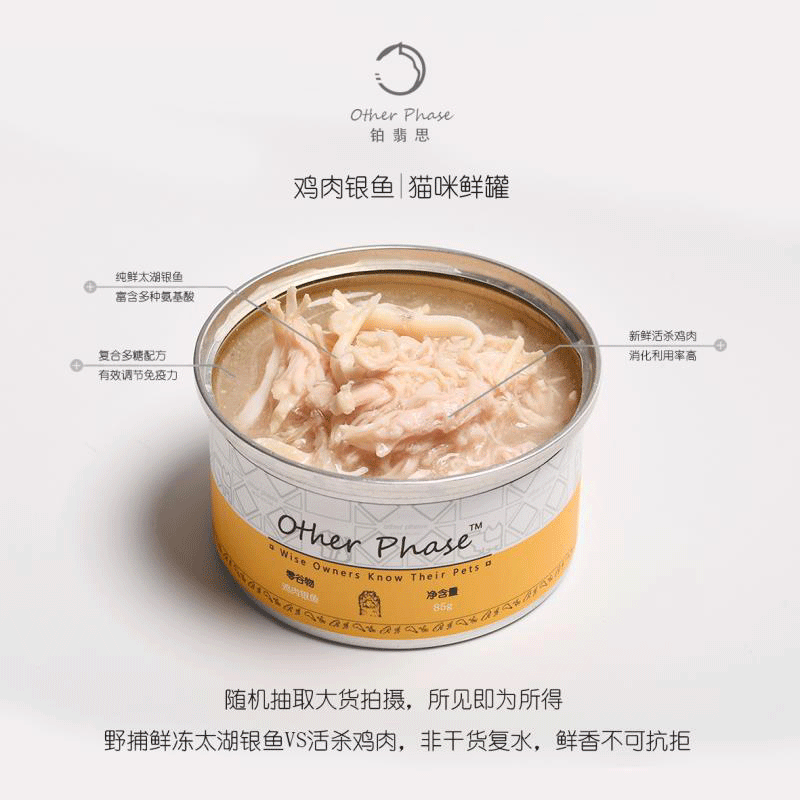 Other Phase
铂翡思
鸡肉银鱼|猫咪鲜罐
纯鲜太湖银鱼
富含多种氨基酸
复合多糖配方
有效调节免疫力
新鲜活杀鸡肉
消化利用率高
other phase
Other Phase™
Wise Owners Know Their Pets
零谷物
鸡肉银鱼
净含量
85g
随机抽取大货拍摄，所见即为所得
野捕鲜冻太湖银鱼VS活杀鸡肉，非干货复水，鲜香不可抗拒